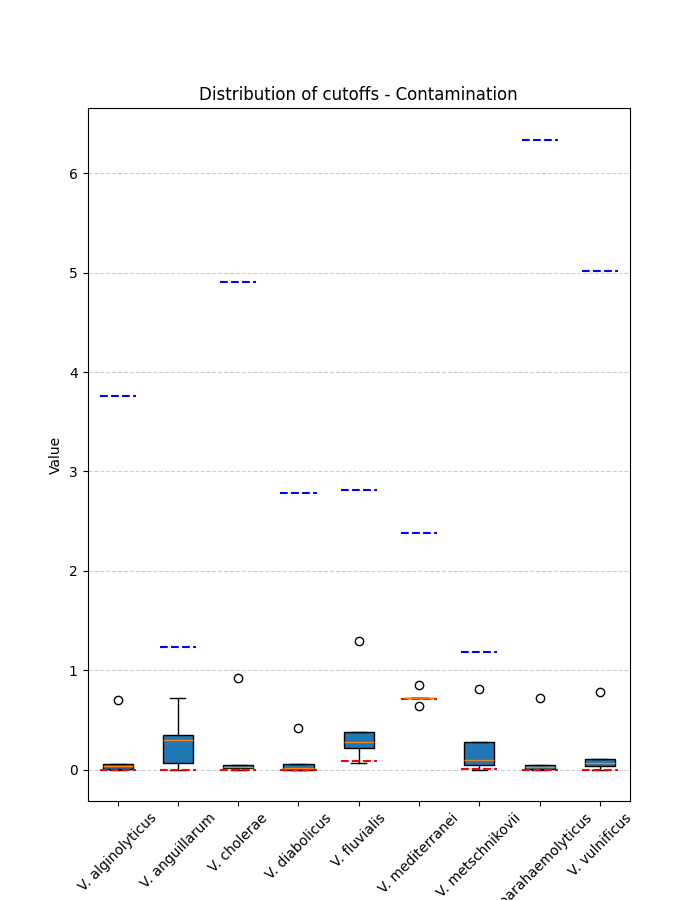 Distribution of cutoffs - Contamination
Value
6
5
4
3
2
1
0
V. alginolyticus
V. anguillarum
V. cholerae
V. diabolicus
V. fluvialis
V. mediterranei
V. metschnikovii
parahaemolyticus
V. vulnificus